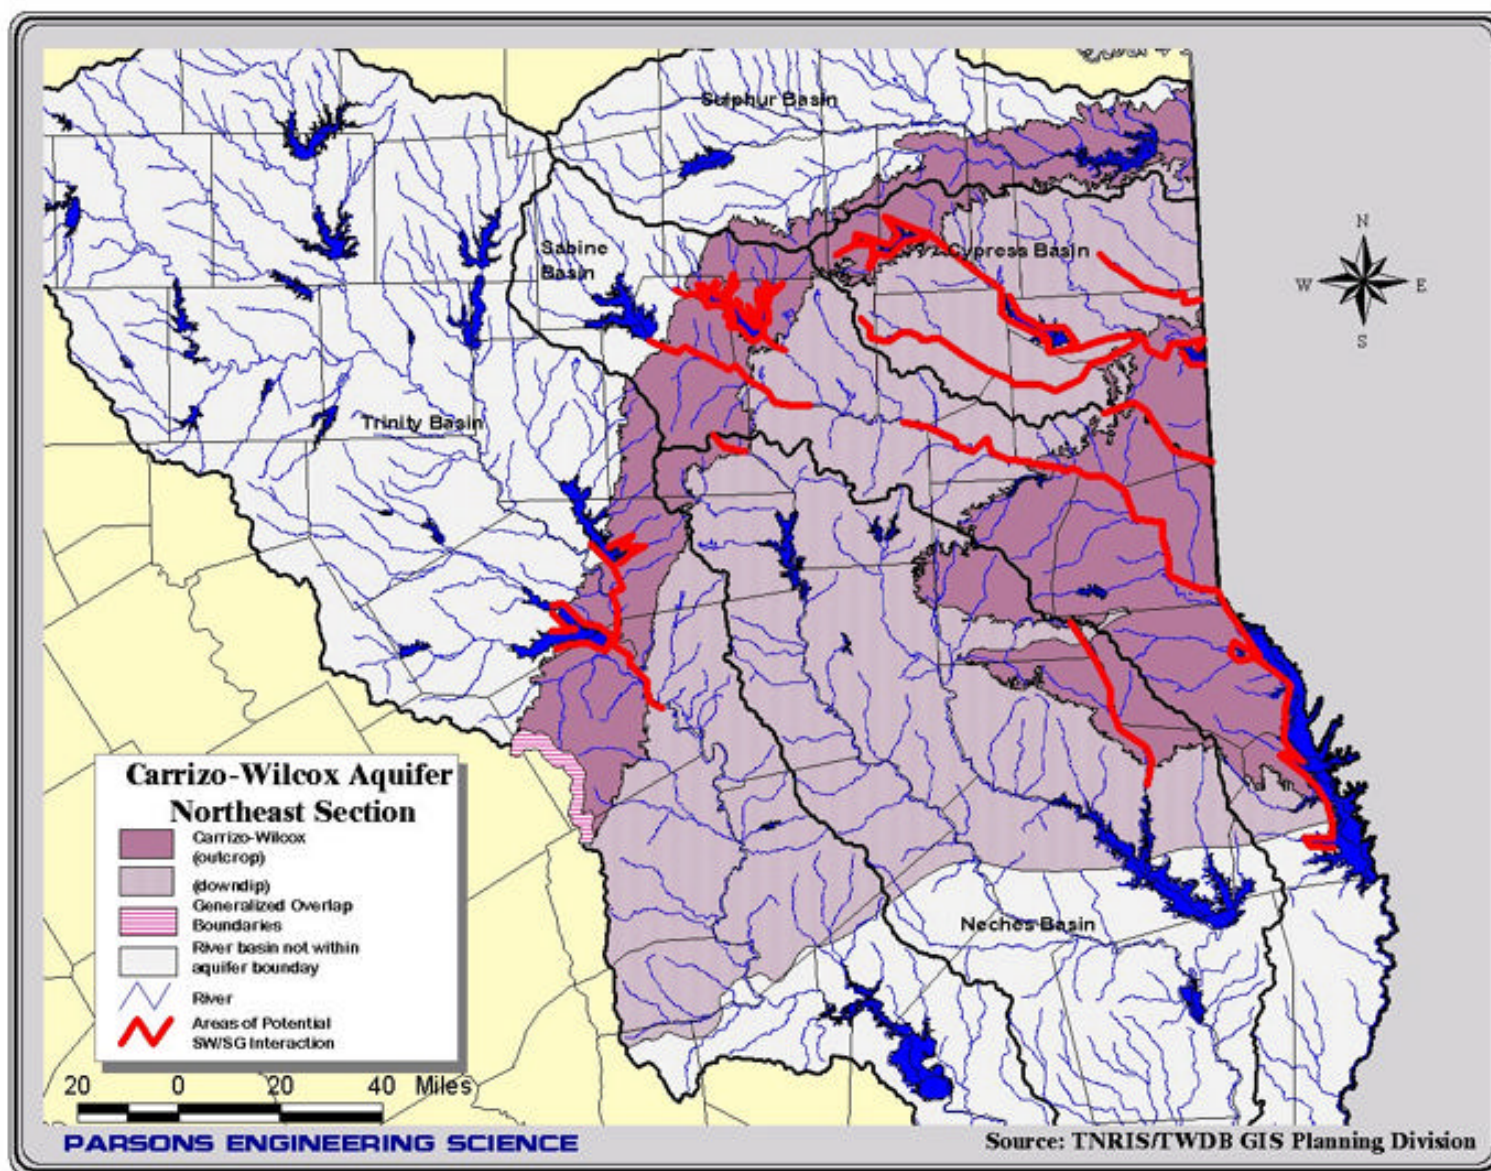 Sulphur Basin
Sabine
Basin
Cypress Basin
N
W
E
S
Trinity Basin
Neches Basin
Carrizo-Wilcox Aquifer
Northeast Section
Carrizo-Wilcox
(outcrop)
(downdip)
Generalized Overlap
Boundaries
River basin not within
aquifer bounday
River
Areas of Potential
SW/SG Interaction
20 0 20 40 Miles
PARSONS ENGINEERING SCIENCE
Source: TNRIS/TWDB GIS Planning Division